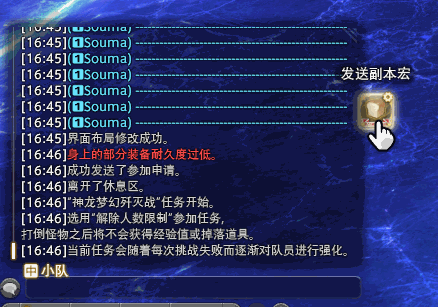 [16:45](1Souma) ------------------------------------
[16:45](1Souma) ------------------------------------
[16:45](1Souma) ------------------------------------
[16:45](1Souma) ------------------------------------
发送副本宏
[16:45](1Souma) ------------------------------------
[16:45](1Souma) ------------------------------------
[16:45](1Souma) ------------------------------------
[16:45]界面布局修改成功。
[16:46]身上的部分装备耐久度过低。
[16:46]成功发送了参加申请。
[16:46]离开了休息区。
[16:46]“神龙梦幻歼灭战”任务开始。
[16:46]选用“解除人数限制”参加任务，
打倒怪物之后将不会获得经验值或掉落道具。
[16:46]当前任务会随着每次挑战失败而逐渐对队员进行强化。
中 小队